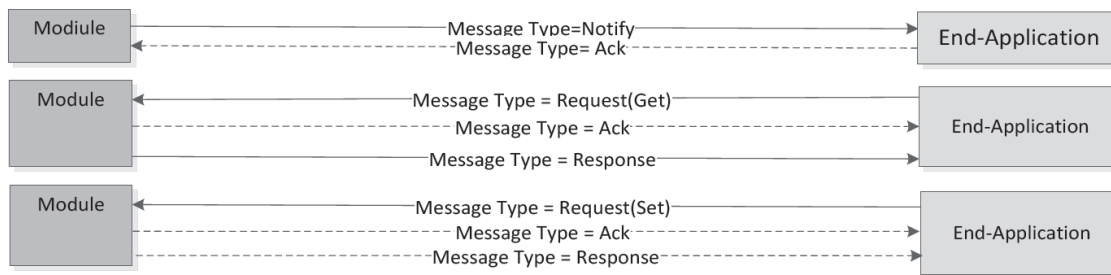 Modiule
Message Type=Notify
Message Type= Ack
End-Application
Module
Message Type = Request(Get)
Message Type = Ack
Message Type = Response
End-Application
Module
Message Type = Request(Set)
Message Type = Ack
Message Type = Response
End-Application